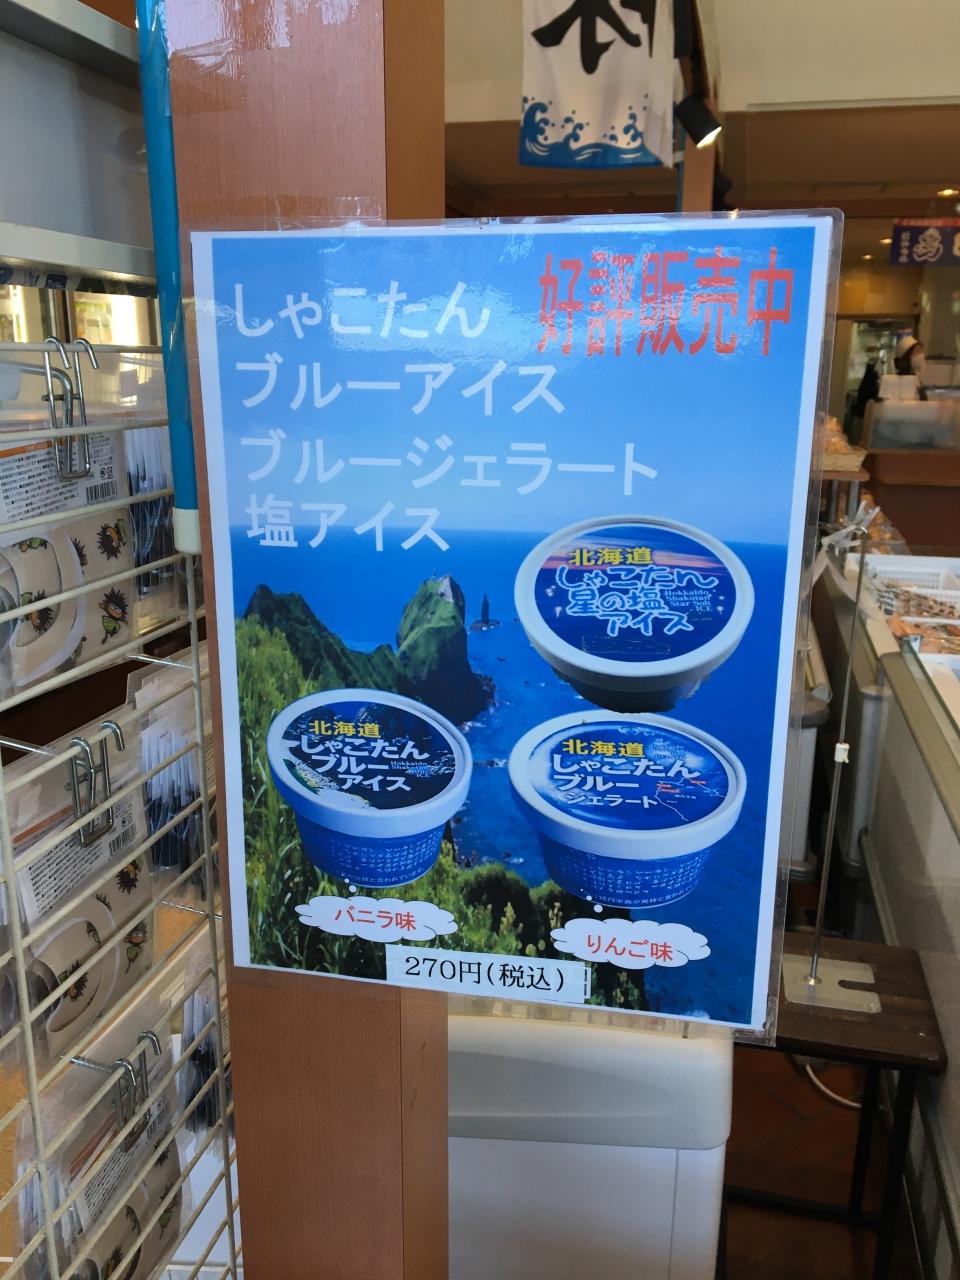 好評販売中
しゃこたん
ブルーアイス
ブルージェラート
塩アイス
北海道
しゃこたん
星の塩
アイス
Hokkaido
Shakotan
Star Solt
ICE
北海道
しゃこたん
ブルー
アイス
Hokkaido
Shakotan
北海道
しゃこたん
ブルー
ジェラート
バニラ味
りんご味
270円(税込)